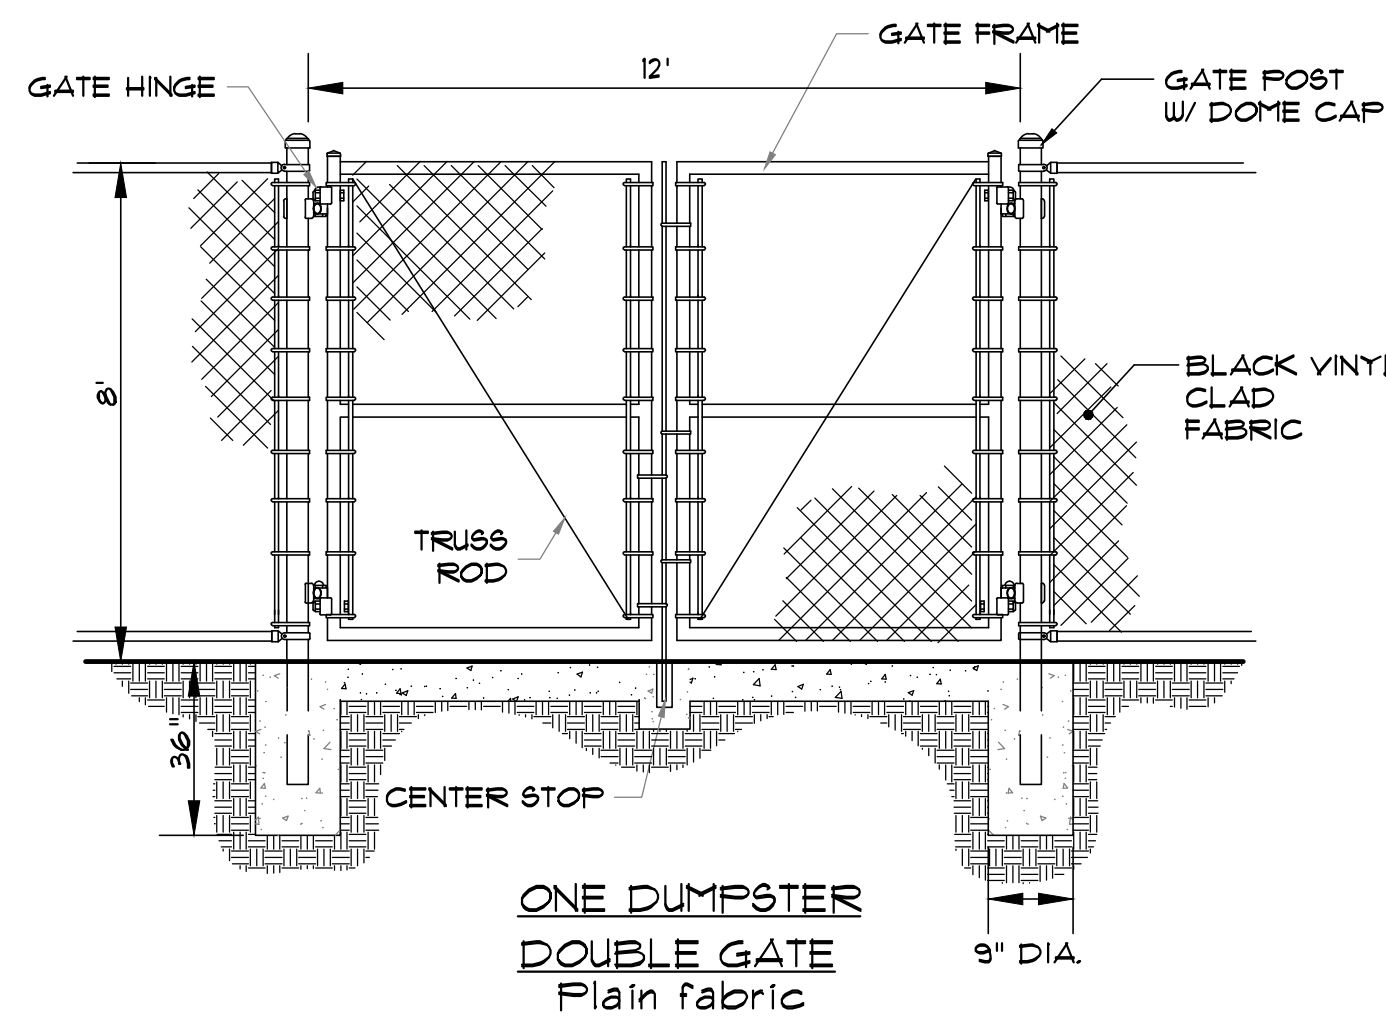 GATE FRAME
12'
GATE HINGE
GATE POST
W/ DOME CAP
8'
BLACK VINYL
CLAD
FABRIC
TRUSS
ROD
36"
CENTER STOP
ONE DUMPSTER
DOUBLE GATE
Plain fabric
9" DIA.